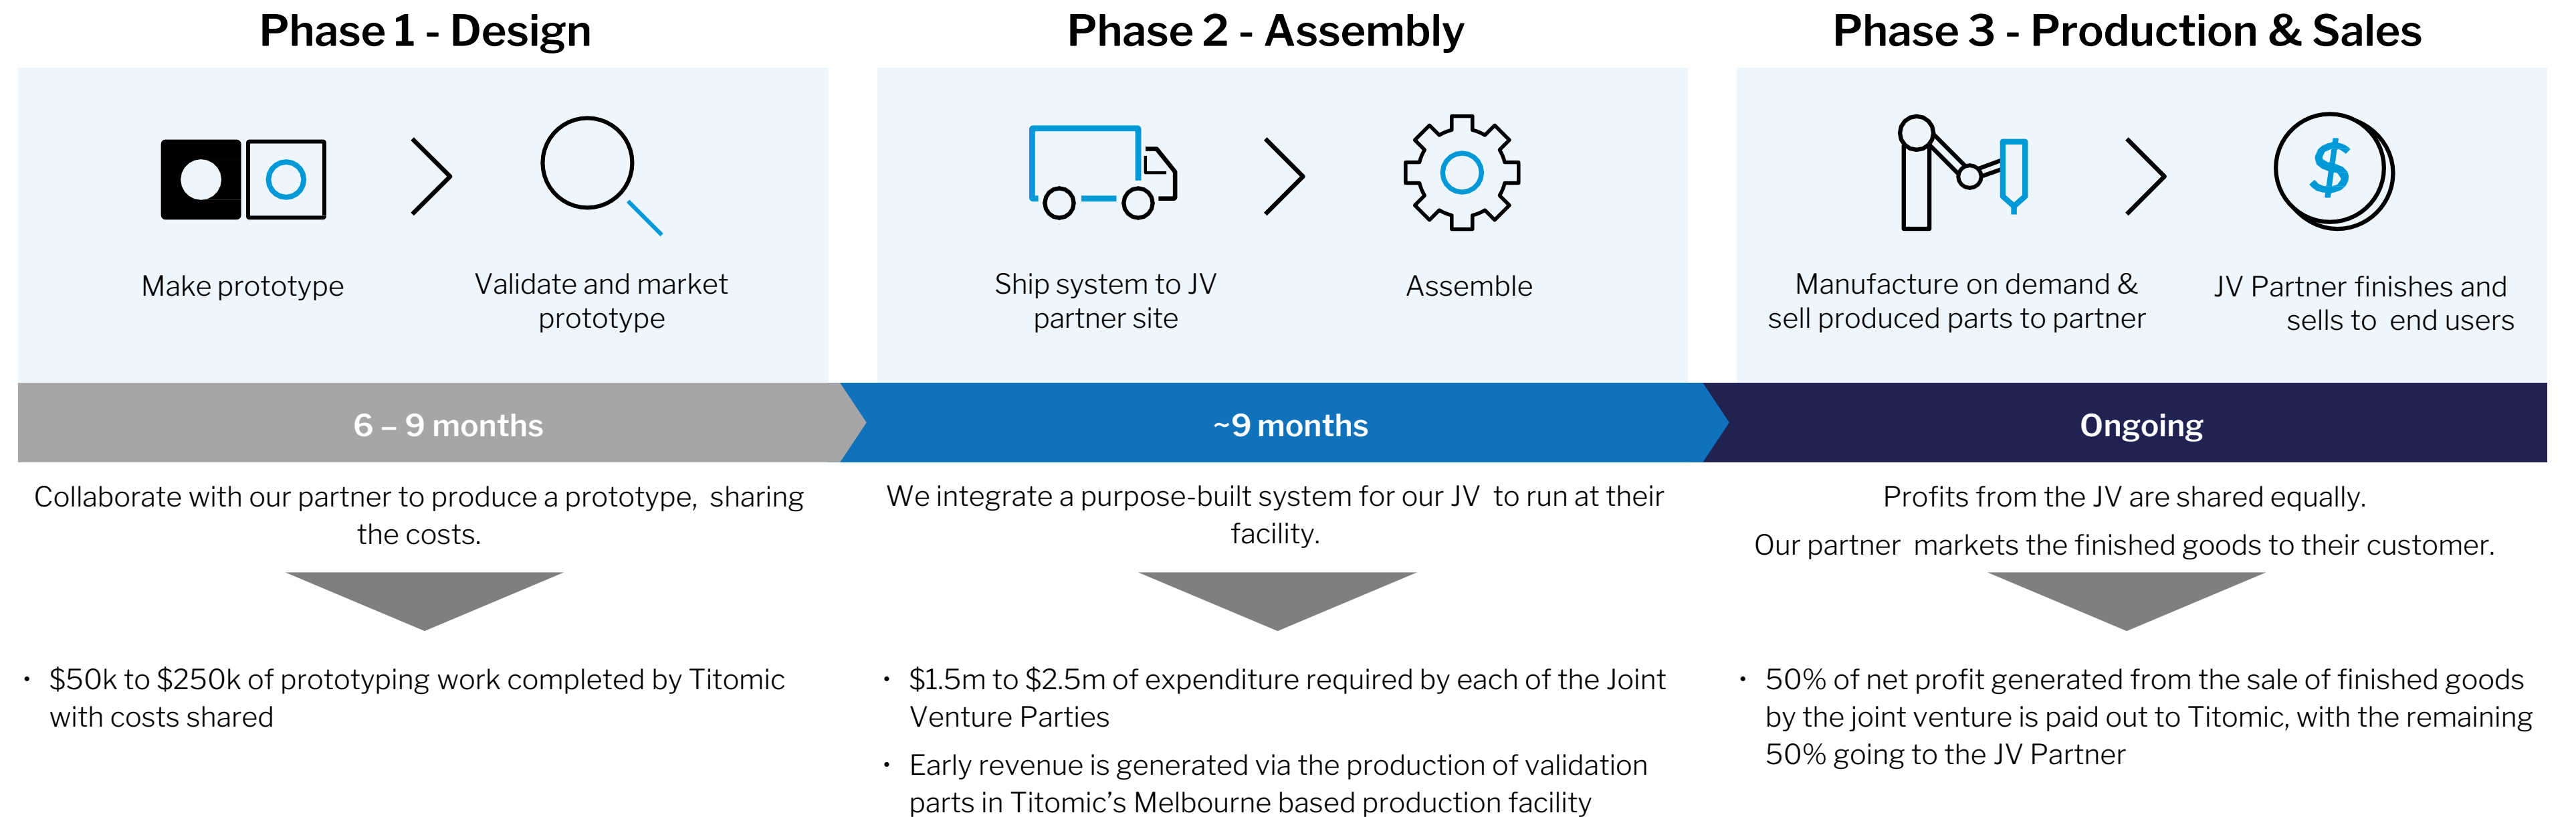 Phase 1 - Design
Make prototype
Validate and market
prototype
6 – 9 months
Collaborate with our partner to produce a prototype, sharing
the costs.
• $50k to $250k of prototyping work completed by Titomic
with costs shared
Phase 2 - Assembly
Ship system to JV
partner site
Assemble
~9 months
We integrate a purpose-built system for our JV to run at their
facility.
• $1.5m to $2.5m of expenditure required by each of the Joint
Venture Parties
• Early revenue is generated via the production of validation
parts in Titomic’s Melbourne based production facility
Phase 3 - Production & Sales
Manufacture on demand &
sell produced parts to partner
$
JV Partner finishes and
sells to end users
Ongoing
Profits from the JV are shared equally.
Our partner markets the finished goods to their customer.
• 50% of net profit generated from the sale of finished goods
by the joint venture is paid out to Titomic, with the remaining
50% going to the JV Partner